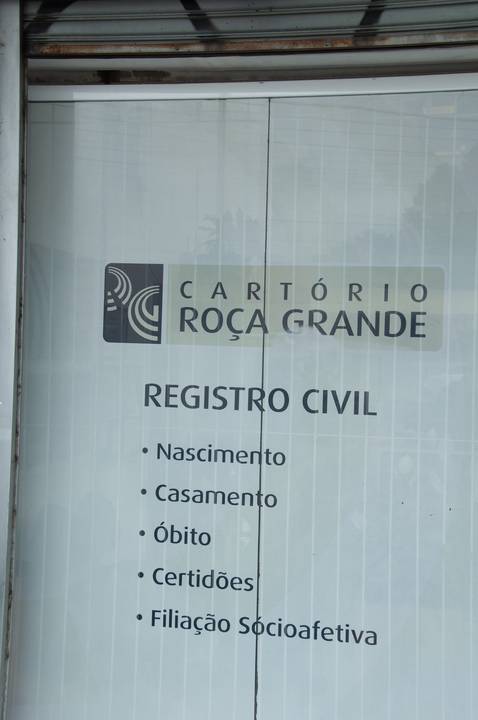 CARTÓRIO
ROÇA GRANDE
REGISTRO CIVIL
• Nascimento
• Casamento
• Óbito
• Certidões
• Filiação Sócioafetiva